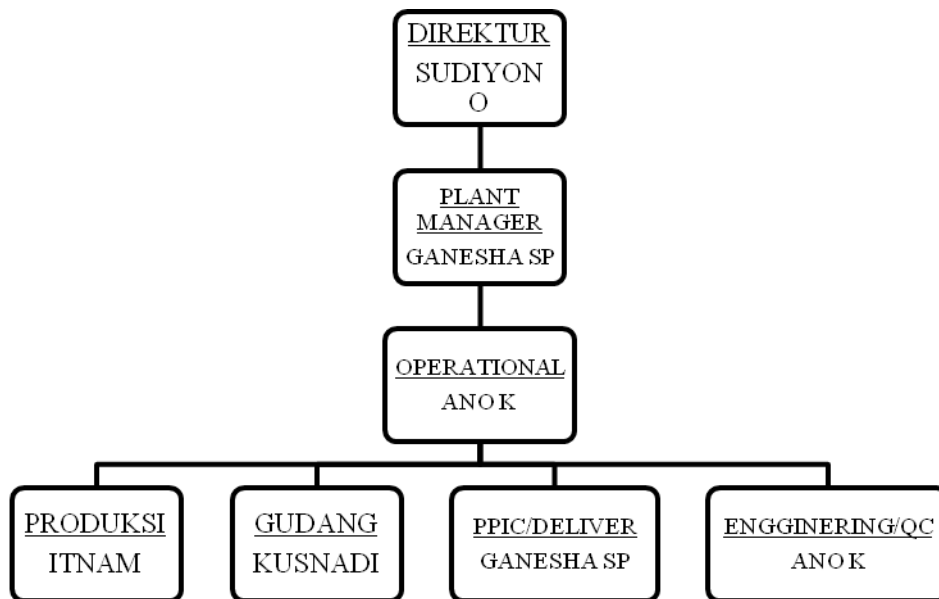 DIREKTUR
SUDIYON
O
PLANT
MANAGER
GANESHA SP
OPERATIONAL
ANO K
PRODUKSI
ITNAM
GUDANG
KUSNADI
PPIC/DELIVER
GANESHA SP
ENGGINERING/QC
ANO K